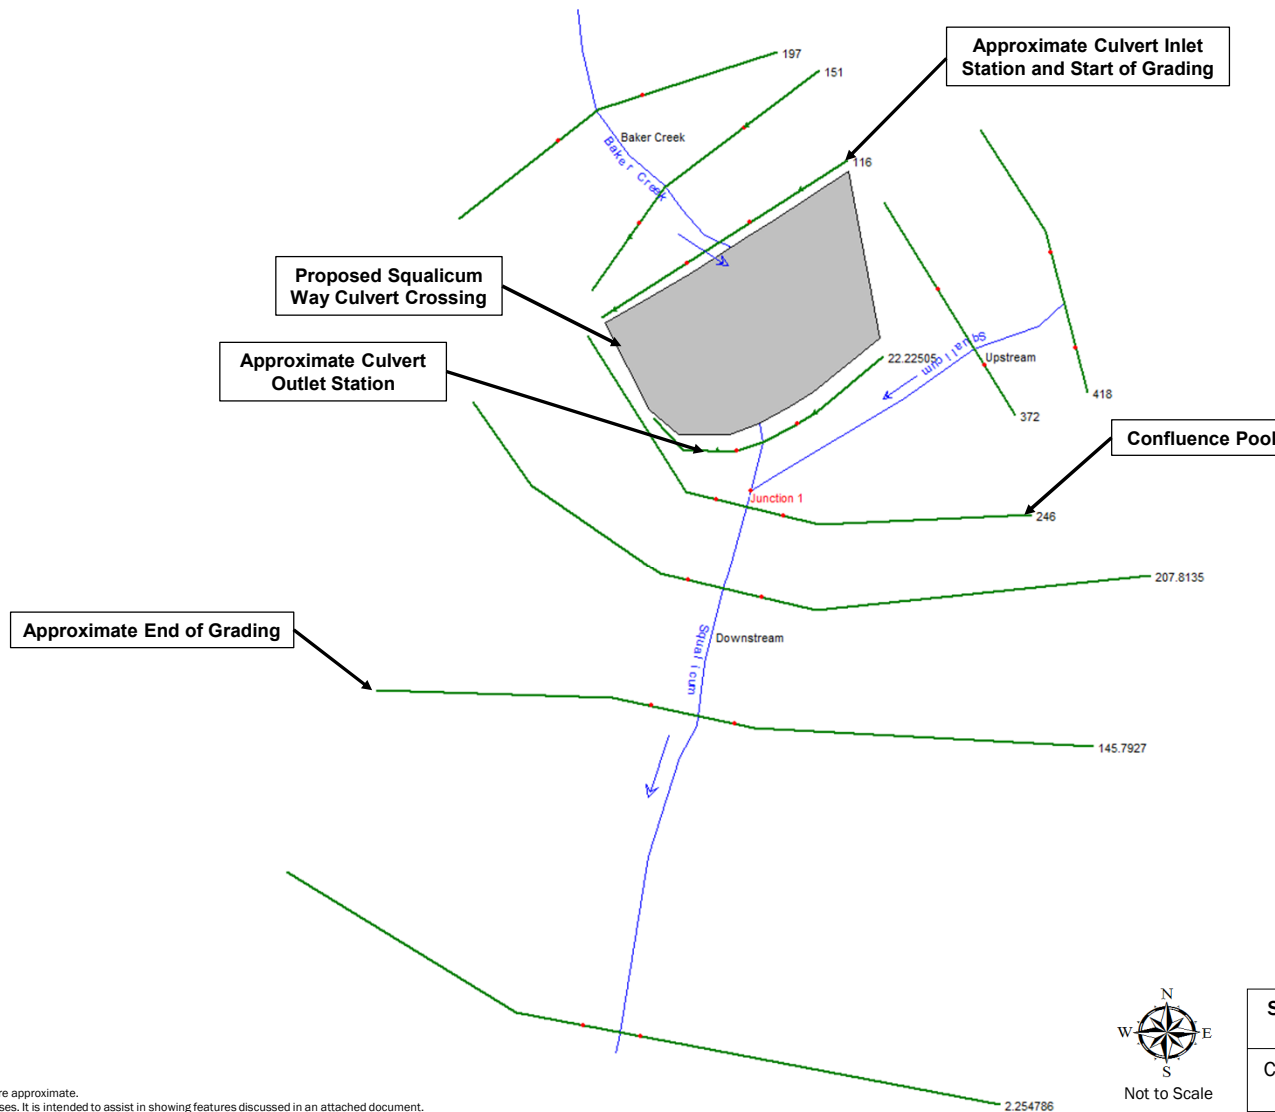 197
Approximate Culvert Inlet
Station and Start of Grading
151
Baker Creek
Baker Creek
116
Proposed Squalicum
Way Culvert Crossing
Approximate Culvert
Outlet Station
22.22505
Squalicum
Upstream
418
372
Confluence Pool
Junction 1
246
207.8135
Approximate End of Grading
Squalicum
Downstream
145.7927
N
W
E
S
S
C
Not to Scale
re approximate.
ses. It is intended to assist in showing features discussed in an attached document.
2.254786